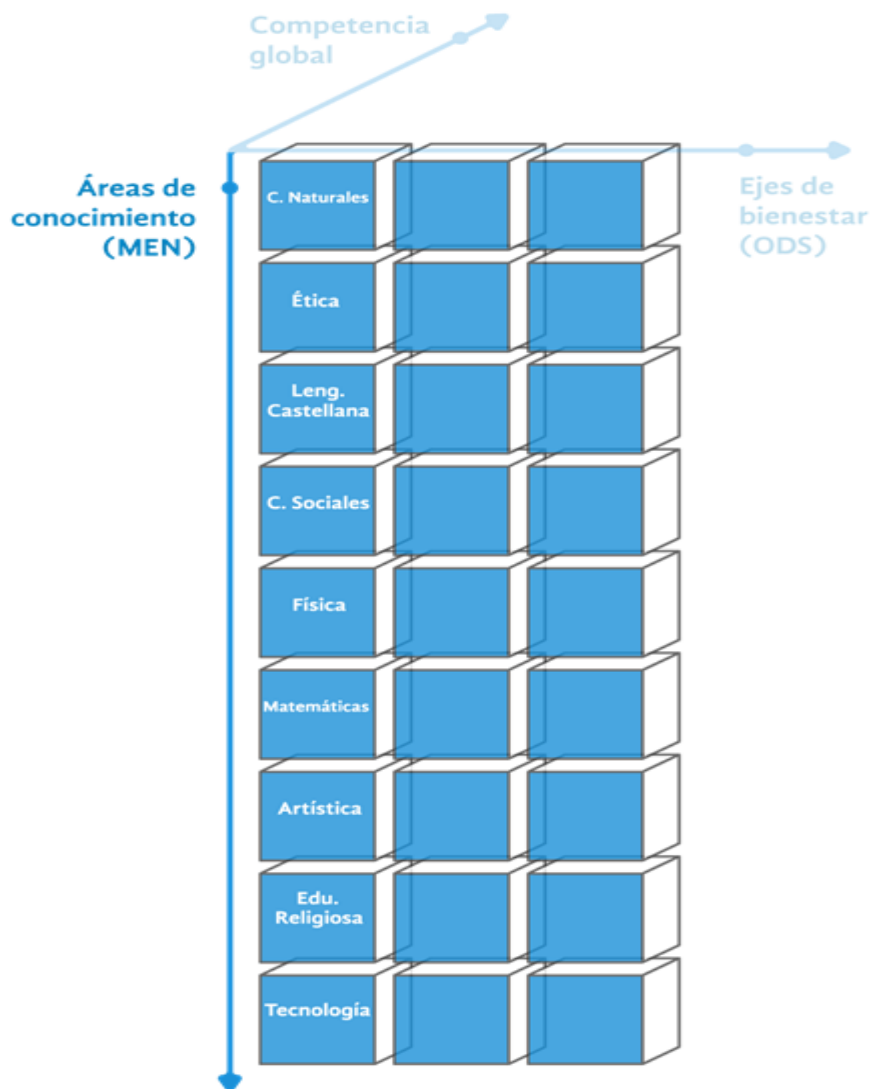 Competencia
global
Áreas de
conocimiento
(MEN)
Ejes de
bienestar
(ODS)
C. Naturales
Ética
Leng.
Castellana
C. Sociales
Física
Matemáticas
Artística
Edu.
Religiosa
Tecnología